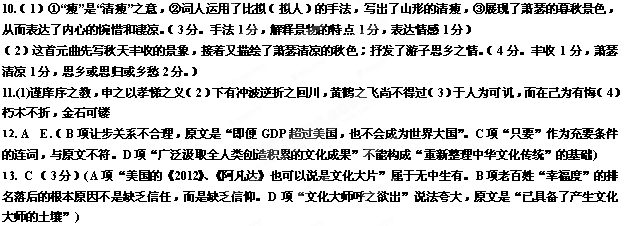 10.（1）①“瘦”是“清瘦”之意，②词人运用了比拟（拟人）的手法，写出了山形的清瘦，③展现了萧瑟的暮秋景色，
从而表达了内心的惋惜和凄凉。（3分。手法1分，解释景物的特点1分，表达情感1分）
（2）这首元曲先写秋天丰收的景象，接着又描绘了萧瑟清凉的秋色；抒发了游子思乡之情。（4分。丰收1分，萧瑟
清凉1分，思乡或思归或乡愁2分。）
11.(1)谨庠序之教，申之以孝悌之义（2）下有冲波逆折之回川，黄鹤之飞尚不得过（3）于人为可讥，而在己为有悔（4）
朽木不折，金石可镂
12. A E.（B项让步关系不合理，原文是“即便GDP超过美国，也不会成为世界大国”。C项“只要”作为充要条件
的连词，与原文不符。D项“广泛汲取全人类创造积累的文化成果”不能构成“重新整理中华文化传统”的基础)
13. C （3分）(A项“美国的《2012》、《阿凡达》也可以说是文化大片”属于无中生有。B项老百姓“幸福度”的排
名落后的根本原因不是缺乏信任，而是缺乏信仰。D 项“文化大师呼之欲出”说法夸大，原文是“已具备了产生文化
大师的土壤”)